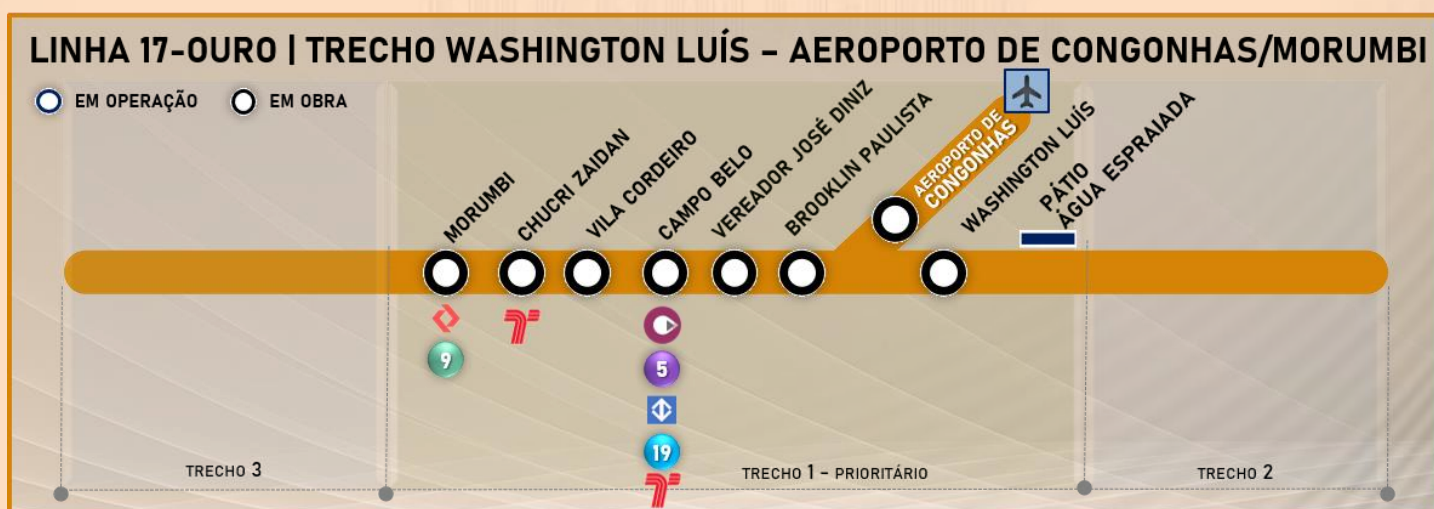 LINHA 17-OURO | TRECHO WASHINGTON LUÍS – AEROPORTO DE CONGONHAS/MORUMBI
EM OPERAÇÃO
EM OBRA
MORUMBI
CHUCRI ZAIDAN
VILA CORDEIRO
CAMPO BELO
VEREADOR JOSÉ DINIZ
BROOKLIN PAULISTA
AEROPORTO DE
CONGONHAS
WASHINGTON LUÍS
PÁTIO
ÁGUA ESPRAIADA
9
5
19
TRECHO 3
TRECHO 1 – PRIORITÁRIO
TRECHO 2